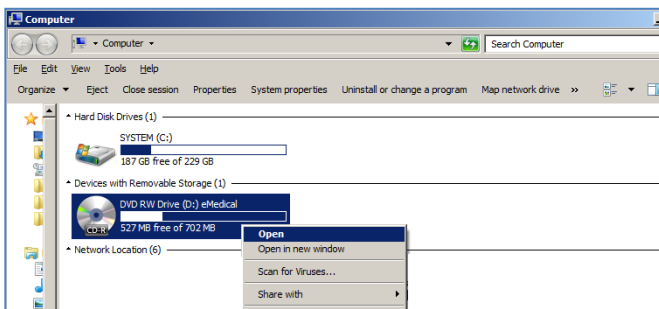 Computer
Computer
Search Computer
File Edit View Tools Help
Organize Eject Close session Properties System properties Uninstall or change a program Map network drive »
Hard Disk Drives (1)
SYSTEM (C:)
187 GB free of 229 GB
Devices with Removable Storage (1)
DVD RW Drive (D:) eMedical
CD-R
527 MB free of 702 MB
Open
Network Location (6)
Open in new window
Scan for Viruses...
Share with